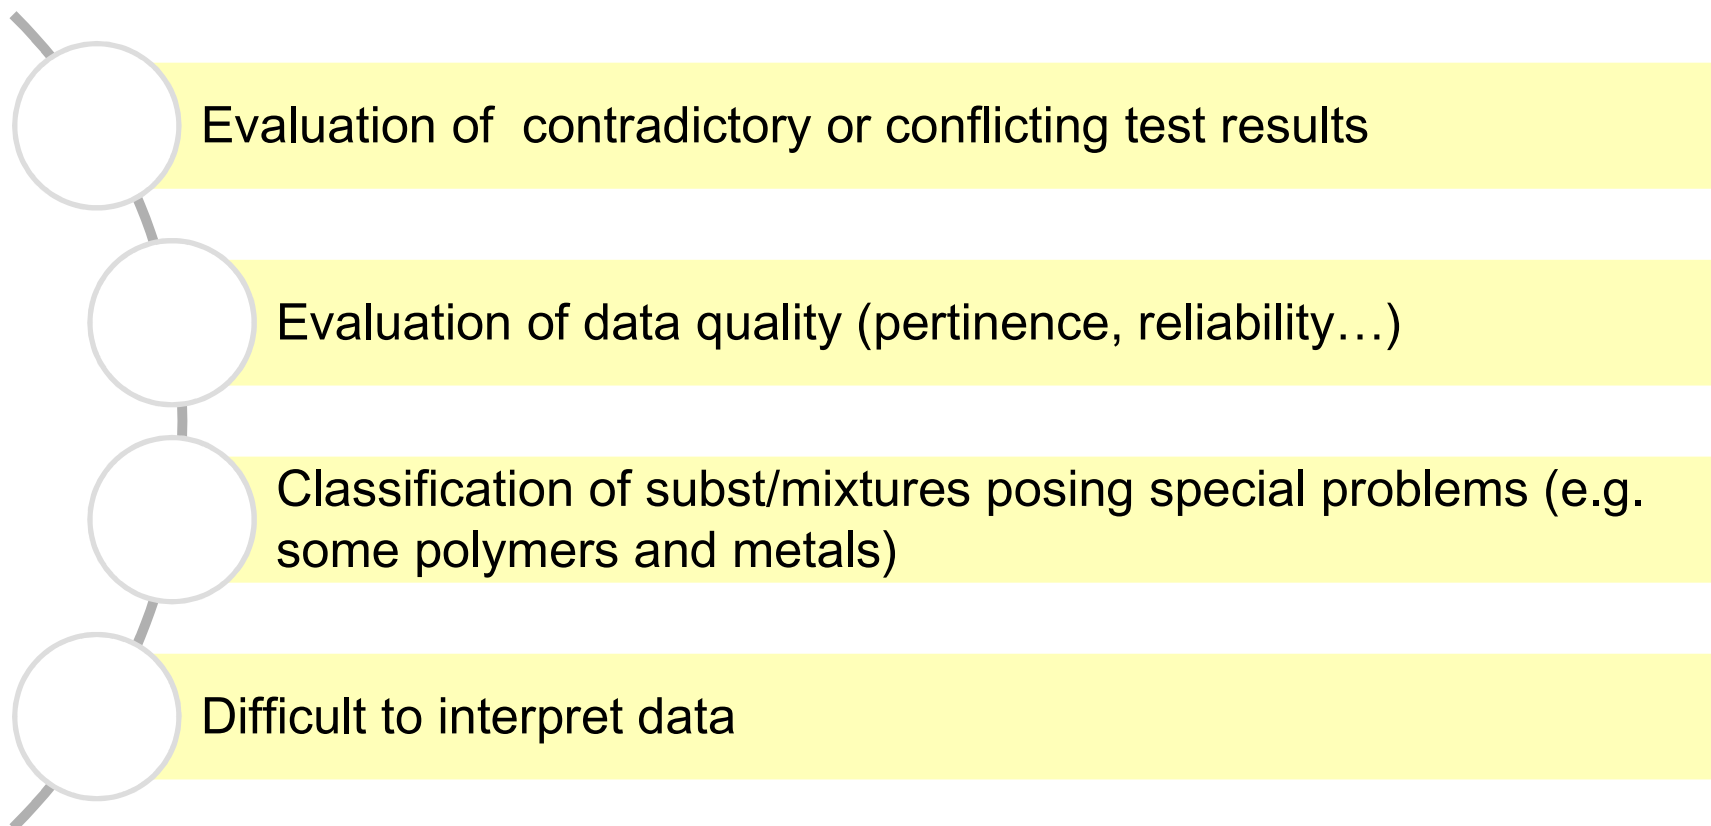 Evaluation of  contradictory or conflicting test results
Evaluation of data quality (pertinence, reliability…)
Classification of subst/mixtures posing special problems (e.g.
some polymers and metals)
Difficult to interpret data